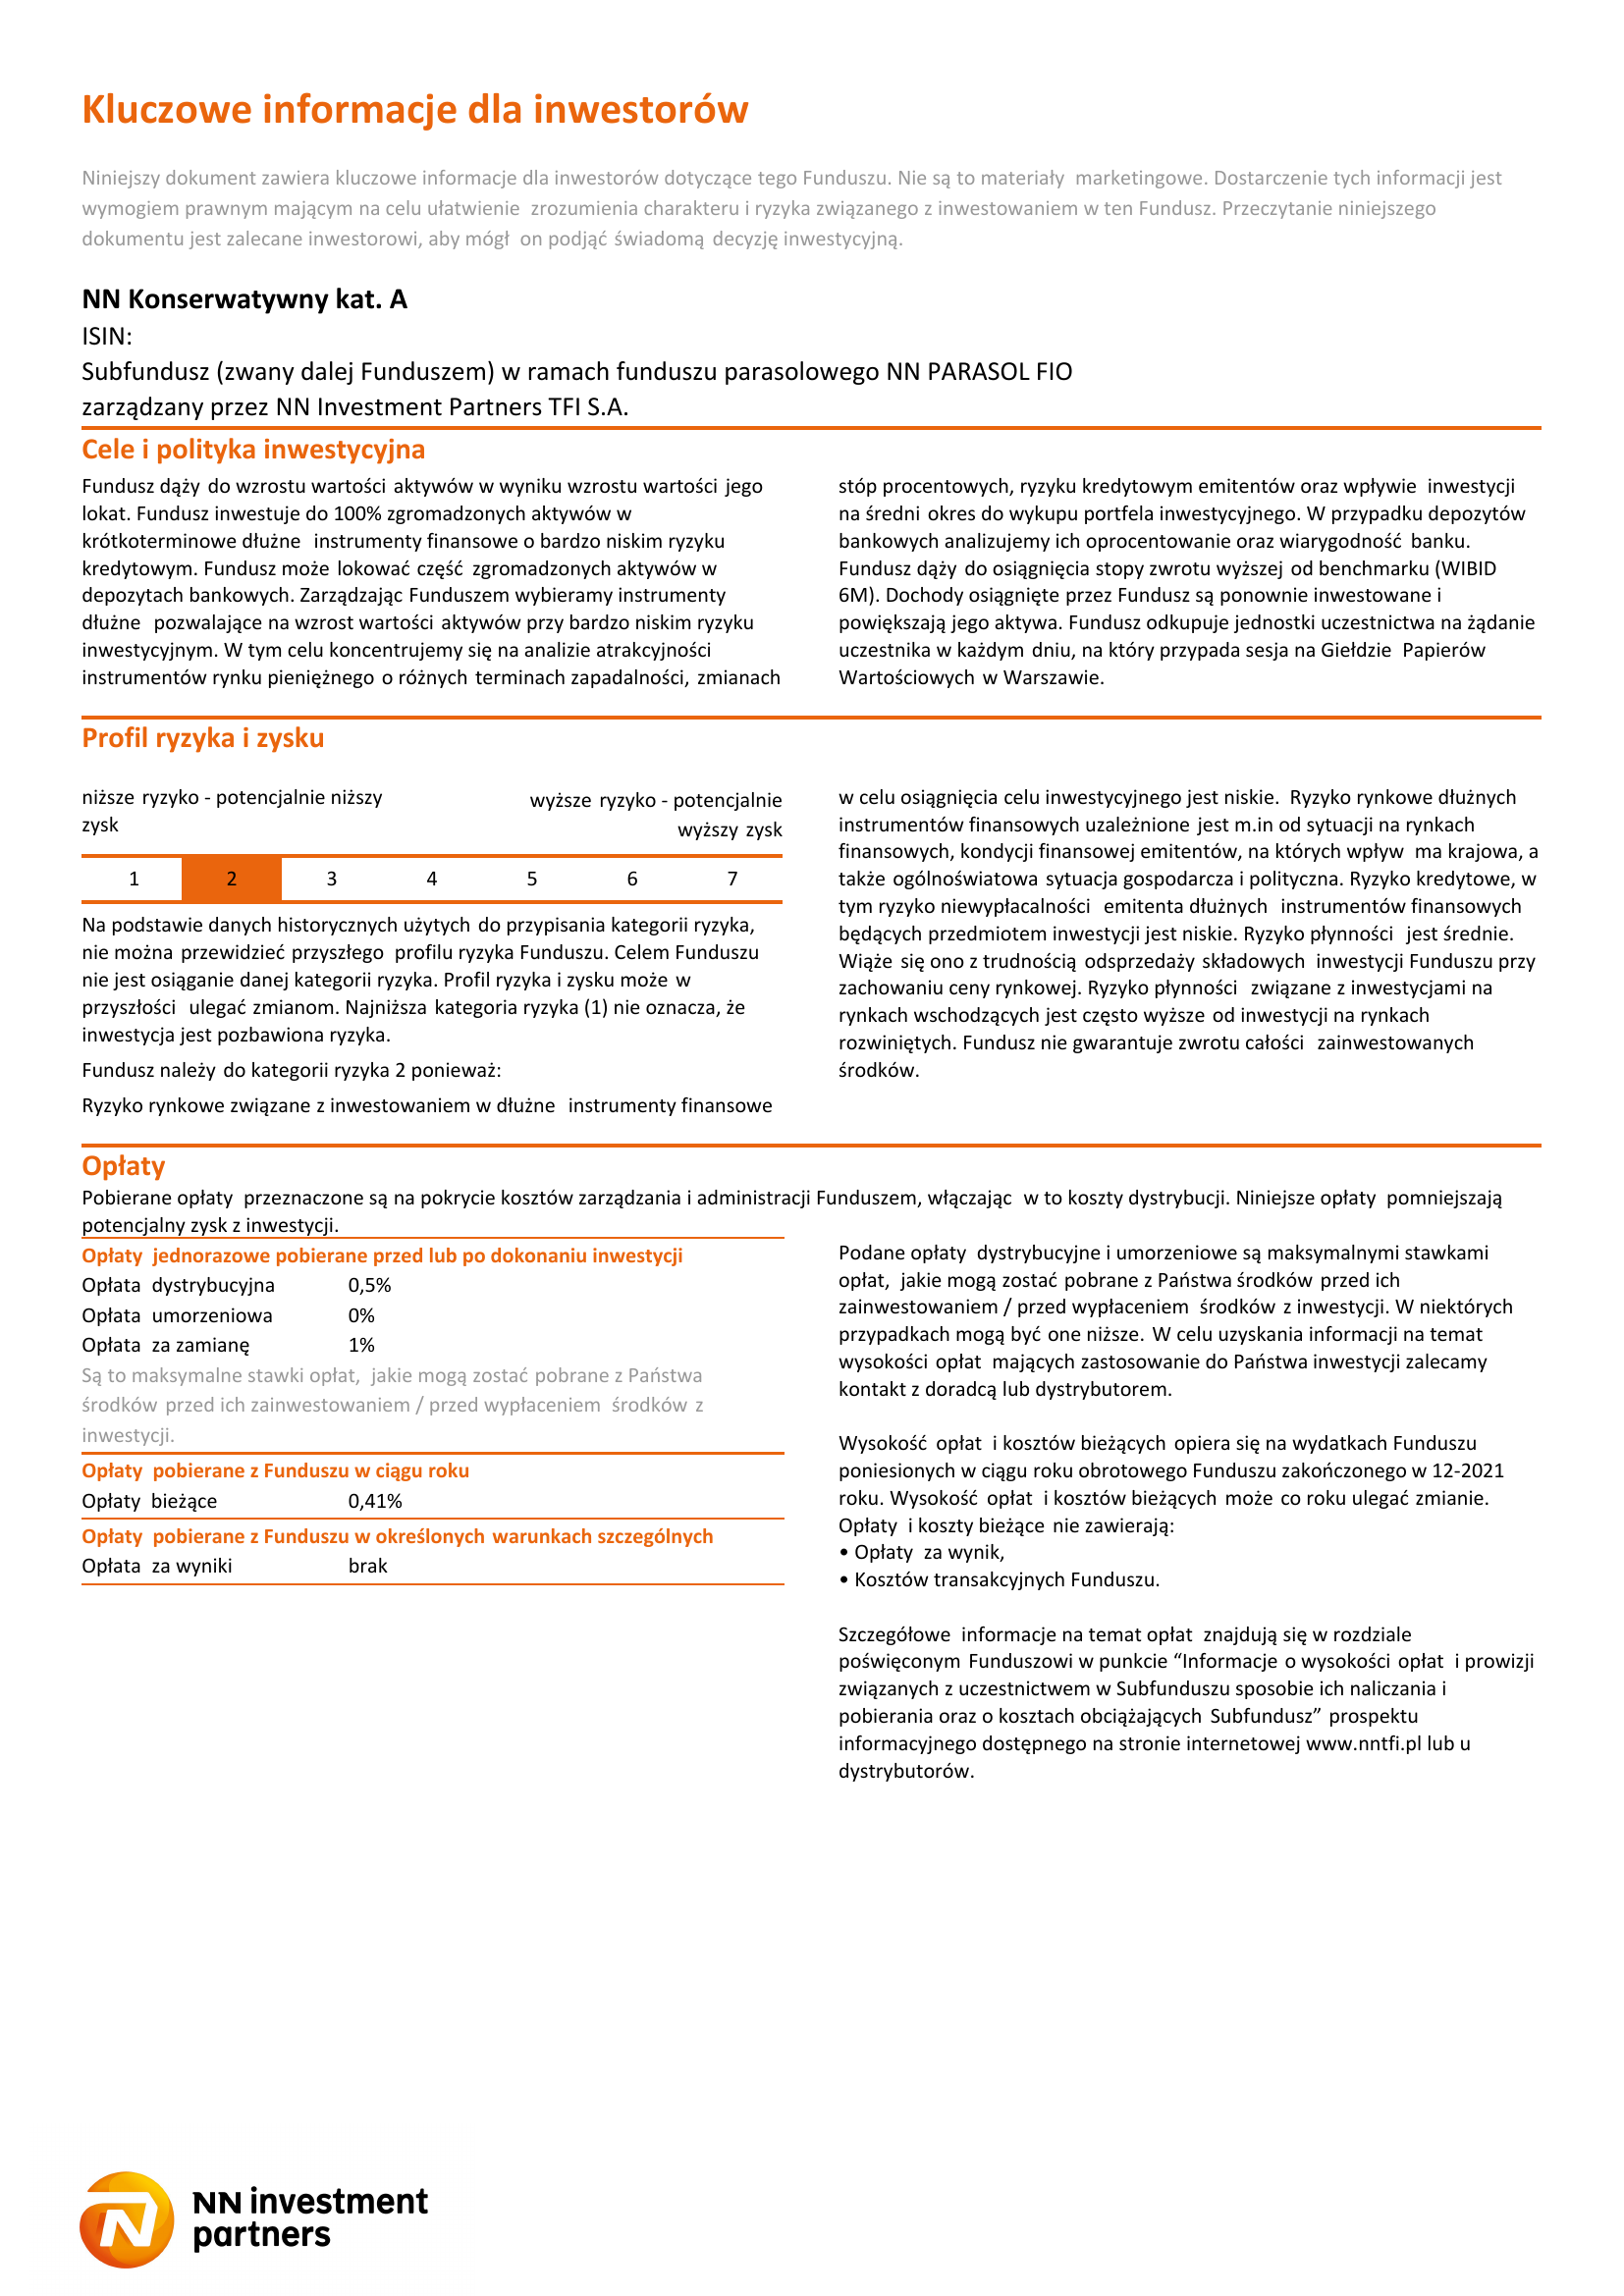 Kluczowe informacje dla inwestorów
Niniejszy dokument zawiera kluczowe informacje dla inwestorów dotyczące tego Funduszu. Nie są to materiały marketingowe. Dostarczenie tych informacji jest
wymogiem prawnym mającym na celu ułatwienie zrozumienia charakteru i ryzyka związanego z inwestowaniem w ten Fundusz. Przeczytanie niniejszego
dokumentu jest zalecane inwestorowi, aby mógł on podjąć świadomą decyzję inwestycyjną.
NN Konserwatywny kat. A
ISIN:
Subfundusz (zwany dalej Funduszem) w ramach funduszu parasolowego NN PARASOL FIO
zarządzany przez NN Investment Partners TFI S.A.
Cele i polityka inwestycyjna
Fundusz dąży do wzrostu wartości aktywów w wyniku wzrostu wartości jego
lokat. Fundusz inwestuje do 100% zgromadzonych aktywów w
krótkoterminowe dłużne instrumenty finansowe o bardzo niskim ryzyku
kredytowym. Fundusz może lokować część zgromadzonych aktywów w
depozytach bankowych. Zarządzając Funduszem wybieramy instrumenty
dłużne pozwalające na wzrost wartości aktywów przy bardzo niskim ryzyku
inwestycyjnym. W tym celu koncentrujemy się na analizie atrakcyjności
instrumentów rynku pieniężnego o różnych terminach zapadalności, zmianach
stóp procentowych, ryzyku kredytowym emitentów oraz wpływie inwestycji
na średni okres do wykupu portfela inwestycyjnego. W przypadku depozytów
bankowych analizujemy ich oprocentowanie oraz wiarygodność banku.
Fundusz dąży do osiągnięcia stopy zwrotu wyższej od benchmarku (WIBID
6M). Dochody osiągnięte przez Fundusz są ponownie inwestowane i
powiększają jego aktywa. Fundusz odkupuje jednostki uczestnictwa na żądanie
uczestnika w każdym dniu, na który przypada sesja na Giełdzie Papierów
Wartościowych w Warszawie.
Profil ryzyka i zysku
niższe ryzyko - potencjalnie niższy
zysk
wyższe ryzyko - potencjalnie
wyższy zysk
1 2 3 4 5 6 7
Na podstawie danych historycznych użytych do przypisania kategorii ryzyka,
nie można przewidzieć przyszłego profilu ryzyka Funduszu. Celem Funduszu
nie jest osiąganie danej kategorii ryzyka. Profil ryzyka i zysku może w
przyszłości ulegać zmianom. Najniższa kategoria ryzyka (1) nie oznacza, że
inwestycja jest pozbawiona ryzyka.
Fundusz należy do kategorii ryzyka 2 ponieważ:
Ryzyko rynkowe związane z inwestowaniem w dłużne instrumenty finansowe
w celu osiągnięcia celu inwestycyjnego jest niskie. Ryzyko rynkowe dłużnych
instrumentów finansowych uzależnione jest m.in od sytuacji na rynkach
finansowych, kondycji finansowej emitentów, na których wpływ ma krajowa, a
także ogólnoświatowa sytuacja gospodarcza i polityczna. Ryzyko kredytowe, w
tym ryzyko niewypłacalności emitenta dłużnych instrumentów finansowych
będących przedmiotem inwestycji jest niskie. Ryzyko płynności jest średnie.
Wiąże się ono z trudnością odsprzedaży składowych inwestycji Funduszu przy
zachowaniu ceny rynkowej. Ryzyko płynności związane z inwestycjami na
rynkach wschodzących jest często wyższe od inwestycji na rynkach
rozwiniętych. Fundusz nie gwarantuje zwrotu całości zainwestowanych
środków.
Opłaty
Pobierane opłaty przeznaczone są na pokrycie kosztów zarządzania i administracji Funduszem, włączając w to koszty dystrybucji. Niniejsze opłaty pomniejszają
potencjalny zysk z inwestycji.
Opłaty jednorazowe pobierane przed lub po dokonaniu inwestycji
Opłata dystrybucyjna 0,5%
Opłata umorzeniowa 0%
Opłata za zamianę 1%
Są to maksymalne stawki opłat, jakie mogą zostać pobrane z Państwa
środków przed ich zainwestowaniem / przed wypłaceniem środków z
inwestycji.
Opłaty pobierane z Funduszu w ciągu roku
Opłaty bieżące 0,41%
Opłaty pobierane z Funduszu w określonych warunkach szczególnych
Opłata za wyniki brak
Podane opłaty dystrybucyjne i umorzeniowe są maksymalnymi stawkami
opłat, jakie mogą zostać pobrane z Państwa środków przed ich
zainwestowaniem / przed wypłaceniem środków z inwestycji. W niektórych
przypadkach mogą być one niższe. W celu uzyskania informacji na temat
wysokości opłat mających zastosowanie do Państwa inwestycji zalecamy
kontakt z doradcą lub dystrybutorem.
Wysokość opłat i kosztów bieżących opiera się na wydatkach Funduszu
poniesionych w ciągu roku obrotowego Funduszu zakończonego w 12-2021
roku. Wysokość opłat i kosztów bieżących może co roku ulegać zmianie.
Opłaty i koszty bieżące nie zawierają:
• Opłaty za wynik,
• Kosztów transakcyjnych Funduszu.
Szczegółowe informacje na temat opłat znajdują się w rozdziale
poświęconym Funduszowi w punkcie “Informacje o wysokości opłat i prowizji
związanych z uczestnictwem w Subfunduszu sposobie ich naliczania i
pobierania oraz o kosztach obciążających Subfundusz” prospektu
informacyjnego dostępnego na stronie internetowej www.nntfi.pl lub u
dystrybutorów.
NN investment
partners